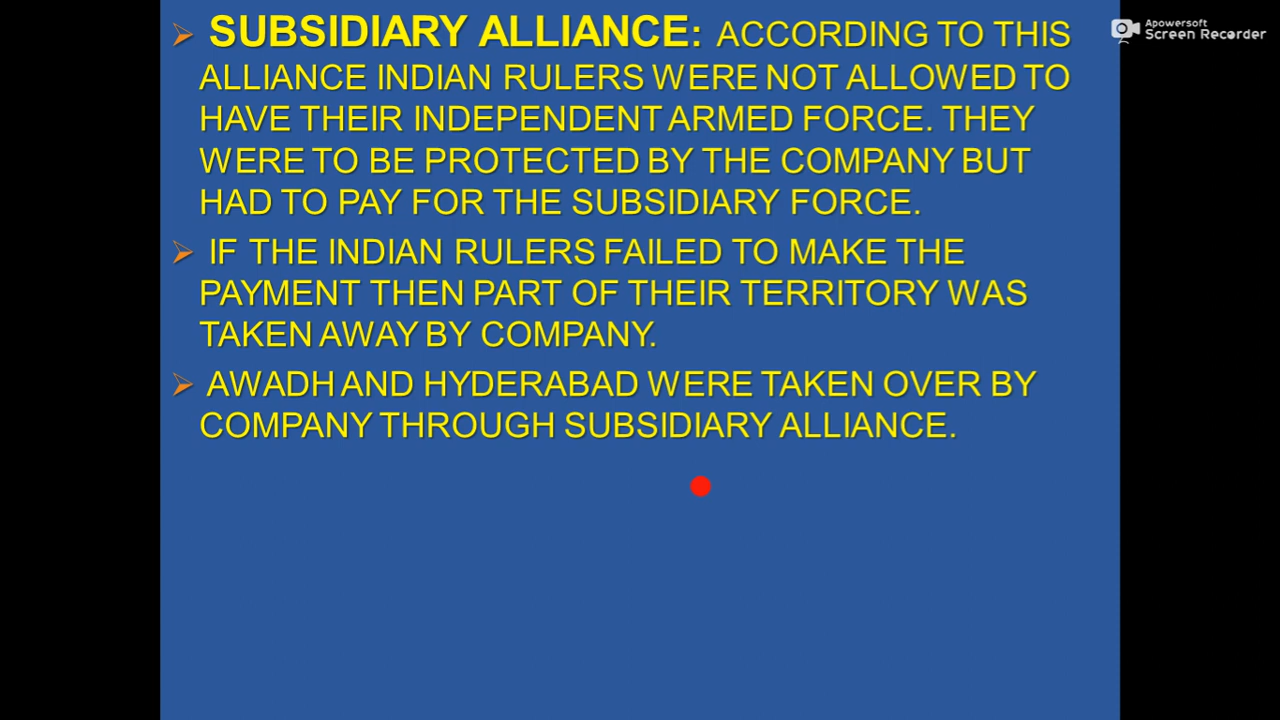 SUBSIDIARY ALLIANCE: ACCORDING TO THIS
ALLIANCE INDIAN RULERS WERE NOT ALLOWED TO
HAVE THEIR INDEPENDENT ARMED FORCE. THEY
WERE TO BE PROTECTED BY THE COMPANY BUT
HAD TO PAY FOR THE SUBSIDIARY FORCE.
IF THE INDIAN RULERS FAILED TO MAKE THE
PAYMENT THEN PART OF THEIR TERRITORY WAS
TAKEN AWAY BY COMPANY.
AWADH AND HYDERABAD WERE TAKEN OVER BY
COMPANY THROUGH SUBSIDIARY ALLIANCE.
Apowersoft
Screen Recorder